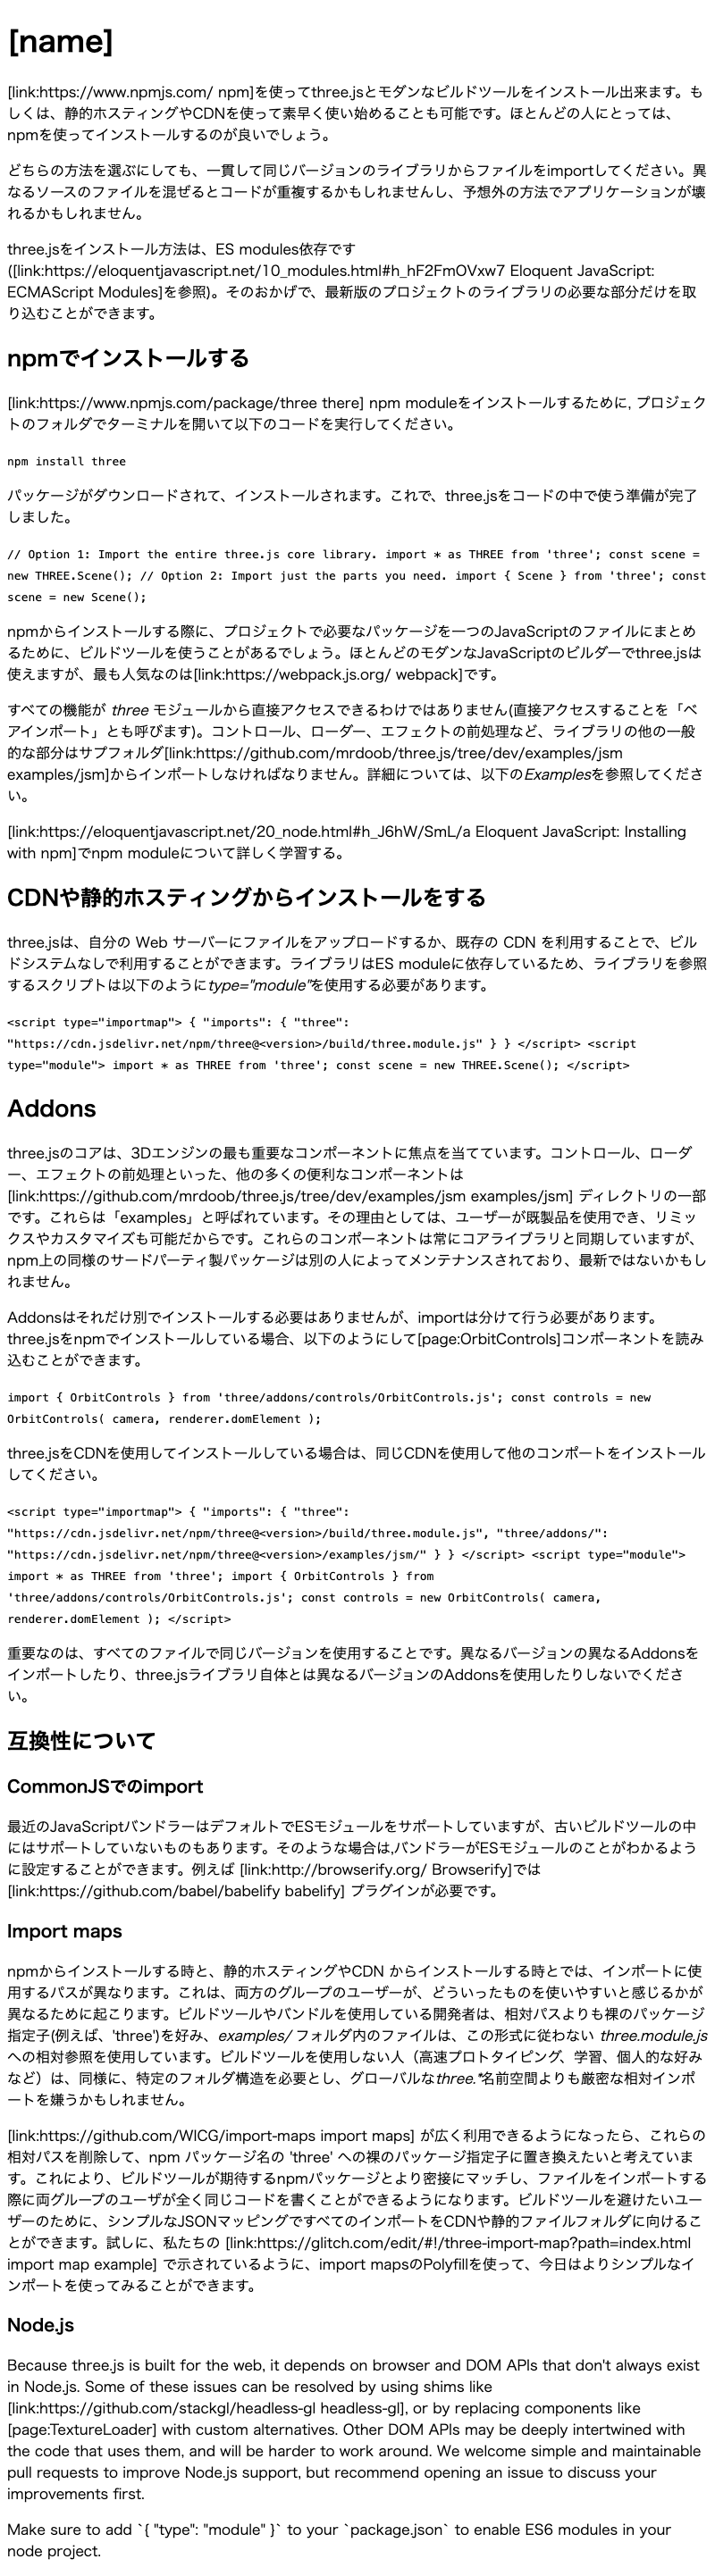 [name]
[link:https://www.npmjs.com/ npm]を使ってthree.jsとモダンなビルドツールをインストール出来ます。も
しくは、静的ホスティングやCDNを使って素早く使い始めることも可能です。ほとんどの人にとっては、
npmを使ってインストールするのが良いでしょう。
どちらの方法を選ぶにしても、一貫して同じバージョンのライブラリからファイルをimportしてください。異
なるソースのファイルを混ぜるとコードが重複するかもしれませんし、予想外の方法でアプリケーションが壊
れるかもしれません。
three.jsをインストール方法は、ES modules依存です
([link:https://eloquentjavascript.net/10_modules.html#h_hF2FmOVxw7 Eloquent JavaScript:
ECMAScript Modules]を参照)。そのおかげで、最新版のプロジェクトのライブラリの必要な部分だけを取
り込むことができます。
npmでインストールする
[link:https://www.npmjs.com/package/three there] npm moduleをインストールするために, プロジェク
トのフォルダでターミナルを開いて以下のコードを実行してください。
npm install three
パッケージがダウンロードされて、インストールされます。これで、three.jsをコードの中で使う準備が完了
しました。
// Option 1: Import the entire three.js core library. import * as THREE from 'three'; const scene =
new THREE.Scene(); // Option 2: Import just the parts you need. import { Scene } from 'three'; const
scene = new Scene();
npmからインストールする際に、プロジェクトで必要なパッケージを一つのJavaScriptのファイルにまとめ
るために、ビルドツールを使うことがあるでしょう。ほとんどのモダンなJavaScriptのビルダーでthree.jsは
使えますが、最も人気なのは[link:https://webpack.js.org/ webpack]です。
すべての機能が three モジュールから直接アクセスできるわけではありません(直接アクセスすることを「ベ
アインポート」とも呼びます)。コントロール、ローダー、エフェクトの前処理など、ライブラリの他の一般
的な部分はサブフォルダ[link:https://github.com/mrdoob/three.js/tree/dev/examples/jsm
examples/jsm]からインポートしなければなりません。詳細については、以下のExamplesを参照してくださ
い。
[link:https://eloquentjavascript.net/20_node.html#h_J6hW/SmL/a Eloquent JavaScript: Installing
with npm]でnpm moduleについて詳しく学習する。
CDNや静的ホスティングからインストールをする
three.jsは、自分の Web サーバーにファイルをアップロードするか、既存の CDN を利用することで、ビル
ドシステムなしで利用することができます。ライブラリはES moduleに依存しているため、ライブラリを参照
するスクリプトは以下のようにtype="module"を使用する必要があります。
<script type="importmap"> { "imports": { "three":
"https://cdn.jsdelivr.net/npm/three@<version>/build/three.module.js" } } </script> <script
type="module"> import * as THREE from 'three'; const scene = new THREE.Scene(); </script>
Addons
three.jsのコアは、3Dエンジンの最も重要なコンポーネントに焦点を当てています。コントロール、ローダ
ー、エフェクトの前処理といった、他の多くの便利なコンポーネントは
[link:https://github.com/mrdoob/three.js/tree/dev/examples/jsm examples/jsm] ディレクトリの一部
です。これらは「examples」と呼ばれています。その理由としては、ユーザーが既製品を使用でき、リミッ
クスやカスタマイズも可能だからです。これらのコンポーネントは常にコアライブラリと同期していますが、
npm上の同様のサードパーティ製パッケージは別の人によってメンテナンスされており、最新ではないかもし
れません。
Addonsはそれだけ別でインストールする必要はありませんが、importは分けて行う必要があります。
three.jsをnpmでインストールしている場合、以下のようにして[page:OrbitControls]コンポーネントを読み
込むことができます。
import { OrbitControls } from 'three/addons/controls/OrbitControls.js'; const controls = new
OrbitControls( camera, renderer.domElement );
three.jsをCDNを使用してインストールしている場合は、同じCDNを使用して他のコンポートをインストール
してください。
<script type="importmap"> { "imports": { "three":
"https://cdn.jsdelivr.net/npm/three@<version>/build/three.module.js", "three/addons/":
"https://cdn.jsdelivr.net/npm/three@<version>/examples/jsm/" } } </script> <script type="module">
import * as THREE from 'three'; import { OrbitControls } from
'three/addons/controls/OrbitControls.js'; const controls = new OrbitControls( camera,
renderer.domElement ); </script>
重要なのは、すべてのファイルで同じバージョンを使用することです。異なるバージョンの異なるAddonsを
インポートしたり、three.jsライブラリ自体とは異なるバージョンのAddonsを使用したりしないでくださ
い。
互換性について
CommonJSでのimport
最近のJavaScriptバンドラーはデフォルトでESモジュールをサポートしていますが、古いビルドツールの中
にはサポートしていないものもあります。そのような場合は,バンドラーがESモジュールのことがわかるよう
に設定することができます。例えば [link:http://browserify.org/ Browserify]では
[link:https://github.com/babel/babelify babelify] プラグインが必要です。
Import maps
npmからインストールする時と、静的ホスティングやCDN からインストールする時とでは、インポートに使
用するパスが異なります。これは、両方のグループのユーザーが、どういったものを使いやすいと感じるかが
異なるために起こります。ビルドツールやバンドルを使用している開発者は、相対パスよりも裸のパッケージ
指定子(例えば、'three')を好み、examples/ フォルダ内のファイルは、この形式に従わない three.module.js
への相対参照を使用しています。ビルドツールを使用しない人（高速プロトタイピング、学習、個人的な好み
など）は、同様に、特定のフォルダ構造を必要とし、グローバルなthree.*名前空間よりも厳密な相対インポ
ートを嫌うかもしれません。
[link:https://github.com/WICG/import-maps import maps] が広く利用できるようになったら、これらの
相対パスを削除して、npm パッケージ名の 'three' への裸のパッケージ指定子に置き換えたいと考えていま
す。これにより、ビルドツールが期待するnpmパッケージとより密接にマッチし、ファイルをインポートする
際に両グループのユーザが全く同じコードを書くことができるようになります。ビルドツールを避けたいユー
ザーのために、シンプルなJSONマッピングですべてのインポートをCDNや静的ファイルフォルダに向けるこ
とができます。試しに、私たちの [link:https://glitch.com/edit/#!/three-import-map?path=index.html
import map example] で示されているように、import mapsのPolyfillを使って、今日はよりシンプルなイ
ンポートを使ってみることができます。
Node.js
Because three.js is built for the web, it depends on browser and DOM APIs that don't always exist
in Node.js. Some of these issues can be resolved by using shims like
[link:https://github.com/stackgl/headless-gl headless-gl], or by replacing components like
[page:TextureLoader] with custom alternatives. Other DOM APIs may be deeply intertwined with
the code that uses them, and will be harder to work around. We welcome simple and maintainable
pull requests to improve Node.js support, but recommend opening an issue to discuss your
improvements first.
Make sure to add `{ "type": "module" }` to your `package.json` to enable ES6 modules in your
node project.